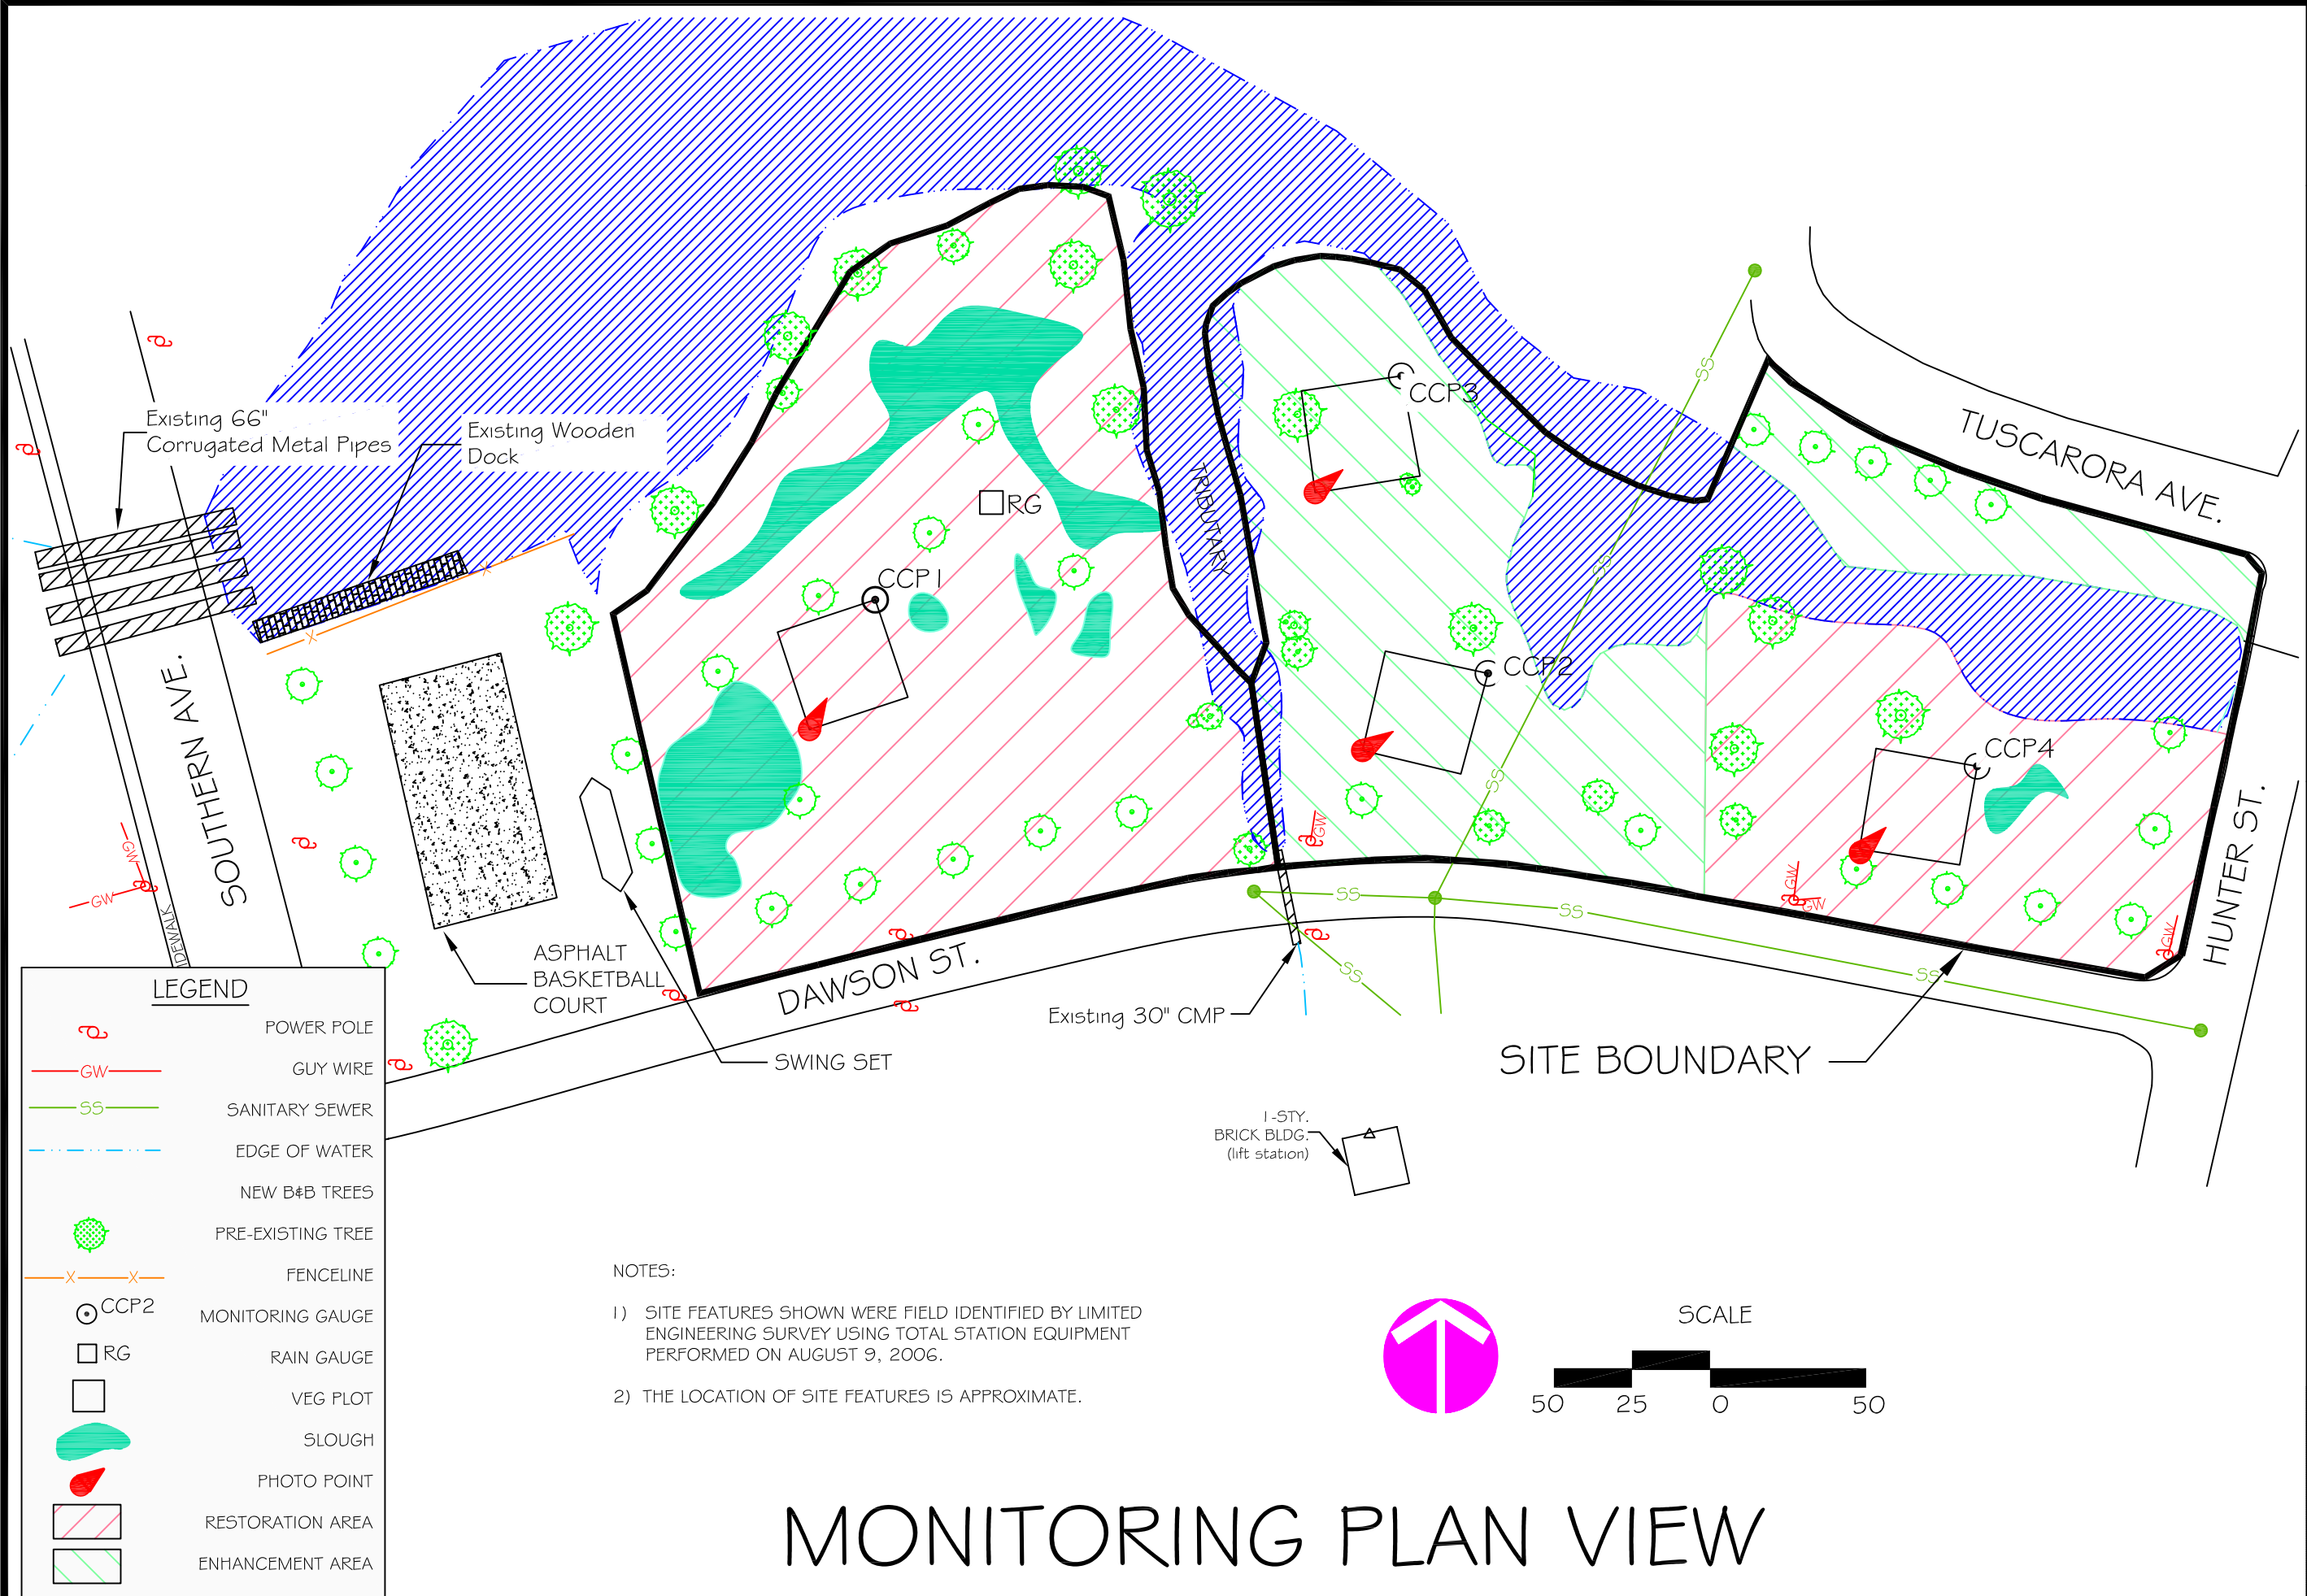 Existing 66"
Corrugated Metal Pipes
Existing Wooden
Dock
CCP3
TUSCARORA AVE.
SS
RG
TRIBUTARY
SS
X
CCP1
X
CCP2
SOUTHERN AVE.
CCP4
SS
HUNTER ST.
GW
GW
GW
GW
GW
GW
SS
SS
SS
SS
ASPHALT
BASKETBALL
COURT
DAWSON ST.
Existing 30" CMP
SWING SET
SITE BOUNDARY
1-STY.
BRICK BLDG.
(lift station)
LEGEND
POWER POLE
GW GUY WIRE
SS SANITARY SEWER
EDGE OF WATER
NEW B&B TREES
PRE-EXISTING TREE
X X FENCELINE
CCP2 MONITORING GAUGE
RG RAIN GAUGE
VEG PLOT
SLOUGH
PHOTO POINT
RESTORATION AREA
ENHANCEMENT AREA
NOTES:
1) SITE FEATURES SHOWN WERE FIELD IDENTIFIED BY LIMITED
ENGINEERING SURVEY USING TOTAL STATION EQUIPMENT
PERFORMED ON AUGUST 9, 2006.
2) THE LOCATION OF SITE FEATURES IS APPROXIMATE.
SCALE
50 25 0 50
MONITORING PLAN VIEW